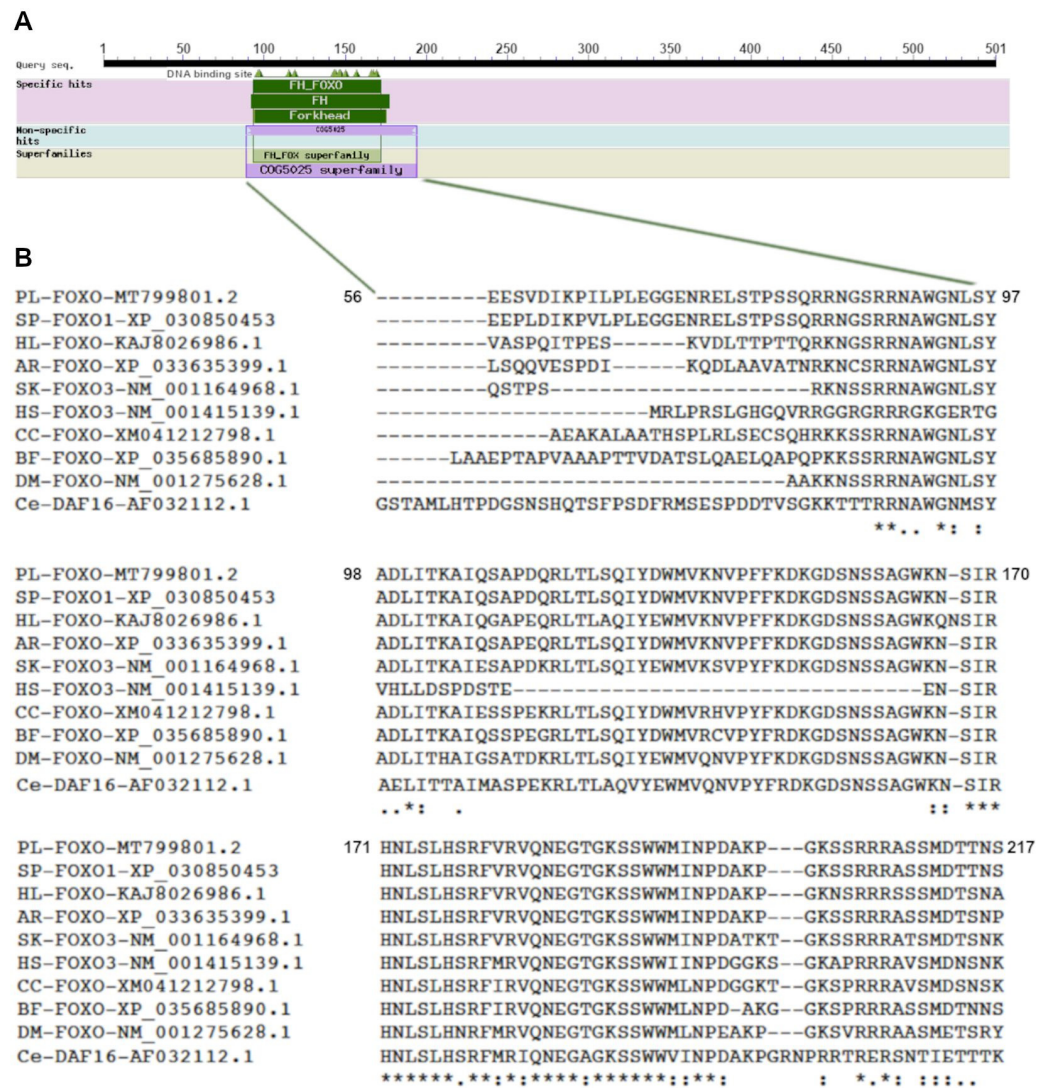 A
1 50 100 150 200 250 300 350 400 450 500 501
Query seq.
DNA binding site
Specific hits
FH_FOXO
FH
Forkhead
Non-specific hits
COG5025
Superfamilies
FH_FOX superfamily
COG5025 superfamily
B
PL-FOXO-MT799801.2 56 ---------EESVDIKPILPLEGGENRELSTPSSQRRNGSRRNAWGNLSY 97
SP-FOXO1-XP_030850453 ---------EEPLDIKPVLPLEGGENRELSTPSSQRRNGSRRNAWGNLSY
HL-FOXO-KAJ8026986.1 ---------VASPQITPES------KVDLTTPTTQRKNGSRRNAWGNLSY
AR-FOXO-XP_033635399.1 ---------LSQQVESPDI------KQDLAAVATNRKNCSRRNAWGNLSY
SK-FOXO3-NM_001164968.1 ---------QSTPS---------------------RKNSSRRNAWGNLSY
HS-FOXO3-NM_001415139.1 ----------------------MRLPRSLGHGQVRRGGRGRRRGKGERTG
CC-FOXO-XM041212798.1 --------------AEAKALAATHSPLRLSECSQHRKKSSRRNAWGNLSY
BF-FOXO-XP_035685890.1 ------LAAEPTAPVAAAPTTVDATSLQAELQAPQPKKSSRRNAWGNLSY
DM-FOXO-NM_001275628.1 ---------------------------------AAKKNSSRRNAWGNLSY
Ce-DAF16-AF032112.1 GSTAMLHTPDGSNSHQTSFPSDFRMSESPDDTVSGKKTTTRRNAWGNMSY
**.. *: :
PL-FOXO-MT799801.2 98 ADLITKAIQSAPDQRLTLSQIYDWMVKNVPFFKDKGDSNSSAGWKN-SIR 170
SP-FOXO1-XP_030850453 ADLITKAIQSAPDQRLTLSQIYDWMVKNVPFFKDKGDSNSSAGWKN-SIR
HL-FOXO-KAJ8026986.1 ADLITKAIQGAPEQRLTLAQIYDWMVKNVPFFKDKGDSNSSAGWKQNSIR
AR-FOXO-XP_033635399.1 ADLITKAIQSAPEQRLTLSQIYDWMVKNVPFFKDKGDSNSSAGWKN-SIR
SK-FOXO3-NM_001164968.1 ADLITKAIESAPDKRLTLSQIYEWMVKSVPYFKDKGDSNSSAGWKN-SIR
HS-FOXO3-NM_001415139.1 VHLLDSPDSTE---------------------------------EN-SIR
CC-FOXO-XM041212798.1 ADLITKAIESSPEKRLTLSQIYDWMVRHVPYFKDKGDSNSSAGWKN-SIR
BF-FOXO-XP_035685890.1 ADLITKAIQSSPEGRLTLSQIYDWMVRCVPYFRDKGDSNSSAGWKN-SIR
DM-FOXO-NM_001275628.1 ADLITHAIGSATDKRLTLSQIYEWMVQNVPYFKDKGDSNSSAGWKN-SIR
Ce-DAF16-AF032112.1 AELITTAIMASPEKRLTLAQVYEWMVQNVPYFRDKGDSNSSAGWKN-SIR
..*: . :: ***
PL-FOXO-MT799801.2 171 HNLSLHSRFVRVQNEGTGKSSWWMINPDAKP---GKSSRRRASSMDTTNS 217
SP-FOXO1-XP_030850453 HNLSLHSRFVRVQNEGTGKSSWWMINPDAKP---GKSSRRRASSMDTTNS
HL-FOXO-KAJ8026986.1 HNLSLHSRFVRVQNEGTGKSSWWMINPDAKP---GKNSRRRSSSMDTSNA
AR-FOXO-XP_033635399.1 HNLSLHSRFVRVQNEGTGKSSWWMINPDAKP---GKSSRRRASSMDTSNP
SK-FOXO3-NM_001164968.1 HNLSLHSRFVRVQNEGTGKSSWWMINPDATKT--GKSSRRRATSMDTSNK
HS-FOXO3-NM_001415139.1 HNLSLHSRFMRVQNEGTGKSSWWIINPDGGKS--GKAPRRRAVSMDNSNK
CC-FOXO-XM041212798.1 HNLSLHSRFIRVQNEGTGKSSWWMLNPDGGKT--GKSPRRRAVSMDSNSK
BF-FOXO-XP_035685890.1 HNLSLHSRFIRVQNEGTGKSSWWMLNPD-AKG--GKSPRRRASSMDTNNS
DM-FOXO-NM_001275628.1 HNLSLHNRFMRVQNEGTGKSSWWMLNPEAKP---GKSVRRRAASMETSRY
Ce-DAF16-AF032112.1 HNLSLHSRFMRIQNEGAGKSSWWVINPDAKPGRNPRRTRERSNTIETTTK
******.**:*:****:******::**: : *.*: :::..